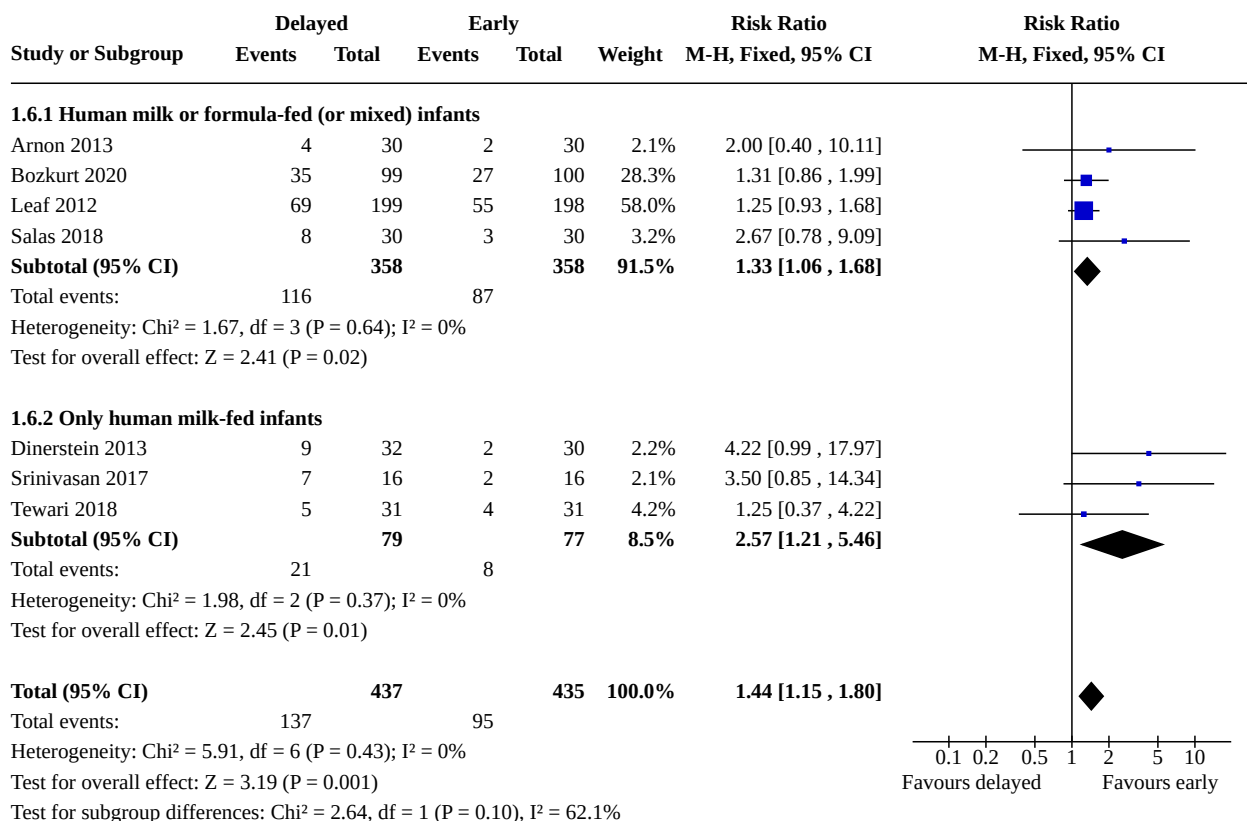 Delayed Early Risk Ratio Risk Ratio
Study or Subgroup Events Total Events Total Weight M-H, Fixed, 95% CI M-H, Fixed, 95% CI
1.6.1 Human milk or formula-fed (or mixed) infants
Arnon 2013 4 30 2 30 2.1% 2.00 [0.40 , 10.11]
Bozkurt 2020 35 99 27 100 28.3% 1.31 [0.86 , 1.99]
Leaf 2012 69 199 55 198 58.0% 1.25 [0.93 , 1.68]
Salas 2018 8 30 3 30 3.2% 2.67 [0.78 , 9.09]
Subtotal (95% CI) 358 358 91.5% 1.33 [1.06 , 1.68]
Total events: 116 87
Heterogeneity: Chi² = 1.67, df = 3 (P = 0.64); I² = 0%
Test for overall effect: Z = 2.41 (P = 0.02)
1.6.2 Only human milk-fed infants
Dinerstein 2013 9 32 2 30 2.2% 4.22 [0.99 , 17.97]
Srinivasan 2017 7 16 2 16 2.1% 3.50 [0.85 , 14.34]
Tewari 2018 5 31 4 31 4.2% 1.25 [0.37 , 4.22]
Subtotal (95% CI) 79 77 8.5% 2.57 [1.21 , 5.46]
Total events: 21 8
Heterogeneity: Chi² = 1.98, df = 2 (P = 0.37); I² = 0%
Test for overall effect: Z = 2.45 (P = 0.01)
Total (95% CI) 437 435 100.0% 1.44 [1.15 , 1.80]
Total events: 137 95
Heterogeneity: Chi² = 5.91, df = 6 (P = 0.43); I² = 0%
0.1 0.2 0.5 1 2 5 10
Test for overall effect: Z = 3.19 (P = 0.001)
Favours delayed Favours early
Test for subgroup differences: Chi² = 2.64, df = 1 (P = 0.10), I² = 62.1%